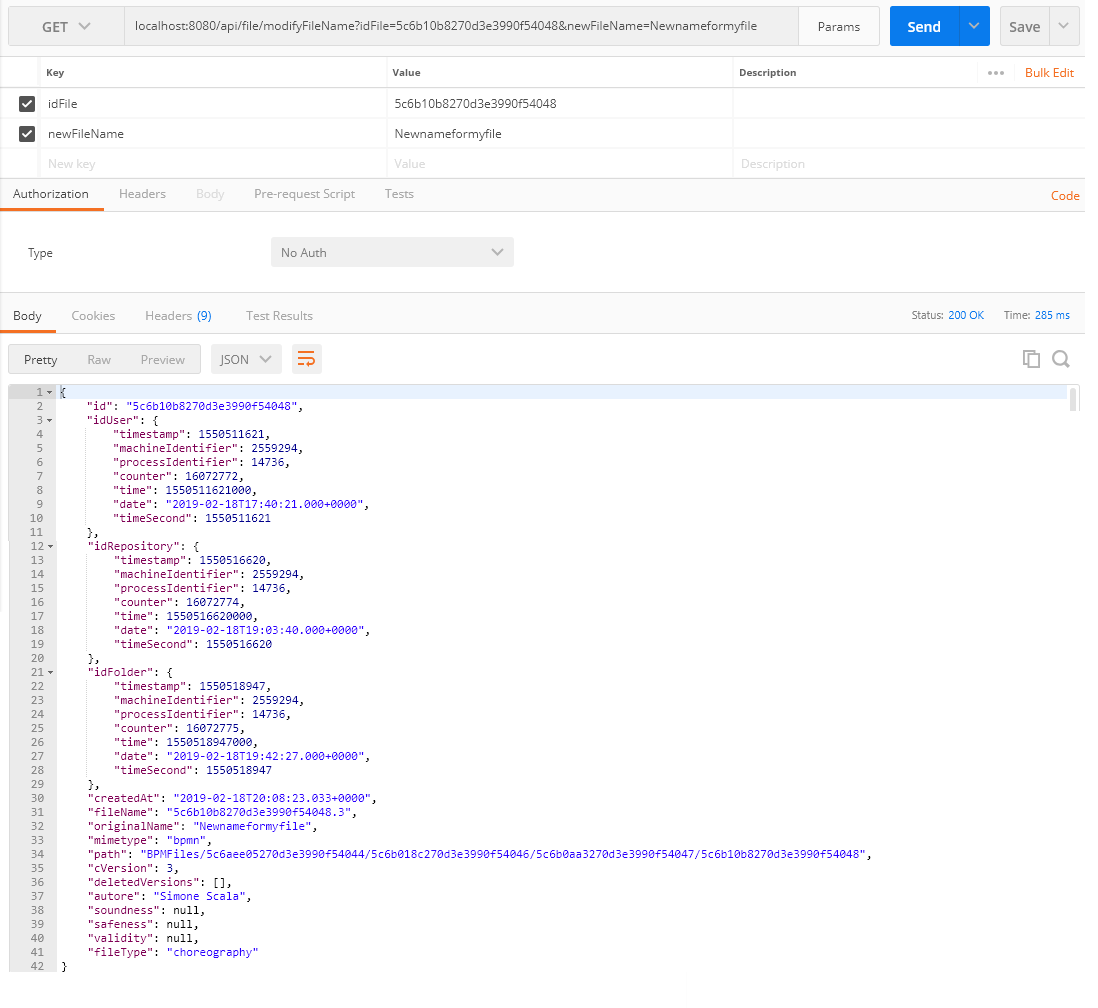 GET localhost:8080/api/file/modifyFileName?idFile=5c6b10b8270d3e3990f54048&newFileName=Newnameformyfile Params Send Save
Key Value Description ••• Bulk Edit
idFile 5c6b10b8270d3e3990f54048
newFileName Newnameformyfile
New key Value Description
Authorization Headers Body Pre-request Script Tests Code
Type No Auth
Body Cookies Headers (9) Test Results Status: 200 OK Time: 285 ms
Pretty Raw Preview JSON
1 {
2 "id": "5c6b10b8270d3e3990f54048",
3 "idUser": {
4 "timestamp": 1550511621,
5 "machineIdentifier": 2559294,
6 "processIdentifier": 14736,
7 "counter": 16072772,
8 "time": 1550511621000,
9 "date": "2019-02-18T17:40:21.000+0000",
10 "timeSecond": 1550511621
11 },
12 "idRepository": {
13 "timestamp": 1550516620,
14 "machineIdentifier": 2559294,
15 "processIdentifier": 14736,
16 "counter": 16072774,
17 "time": 1550516620000,
18 "date": "2019-02-18T19:03:40.000+0000",
19 "timeSecond": 1550516620
20 },
21 "idFolder": {
22 "timestamp": 1550518947,
23 "machineIdentifier": 2559294,
24 "processIdentifier": 14736,
25 "counter": 16072775,
26 "time": 1550518947000,
27 "date": "2019-02-18T19:42:27.000+0000",
28 "timeSecond": 1550518947
29 },
30 "createdAt": "2019-02-18T20:08:23.033+0000",
31 "fileName": "5c6b10b8270d3e3990f54048.3",
32 "originalName": "Newnameformyfile",
33 "mimetype": "bpmn",
34 "path": "BPMFiles/5c6aee05270d3e3990f54044/5c6b018c270d3e3990f54046/5c6b0aa3270d3e3990f54047/5c6b10b8270d3e3990f54048",
35 "cVersion": 3,
36 "deletedVersions": [],
37 "autore": "Simone Scala",
38 "soundness": null,
39 "safeness": null,
40 "validity": null,
41 "fileType": "choreography"
42 }